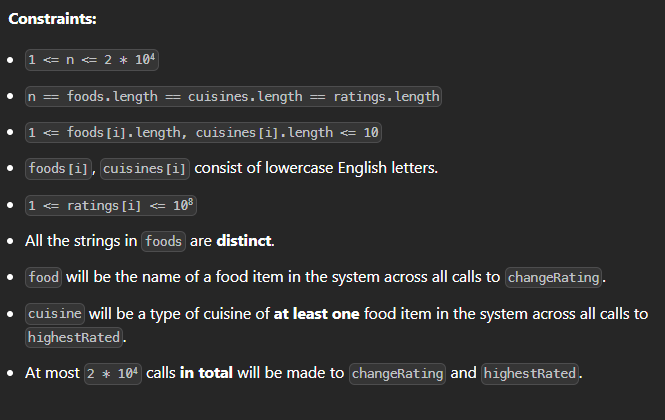 Constraints:
1 <= n <= 2 * 10⁴
n == foods.length == cuisines.length == ratings.length
1 <= foods[i].length, cuisines[i].length <= 10
foods[i], cuisines[i] consist of lowercase English letters.
1 <= ratings[i] <= 10⁸
All the strings in foods are distinct.
food will be the name of a food item in the system across all calls to changeRating.
cuisine will be a type of cuisine of at least one food item in the system across all calls to
highestRated.
At most 2 * 10⁴ calls in total will be made to changeRating and highestRated.